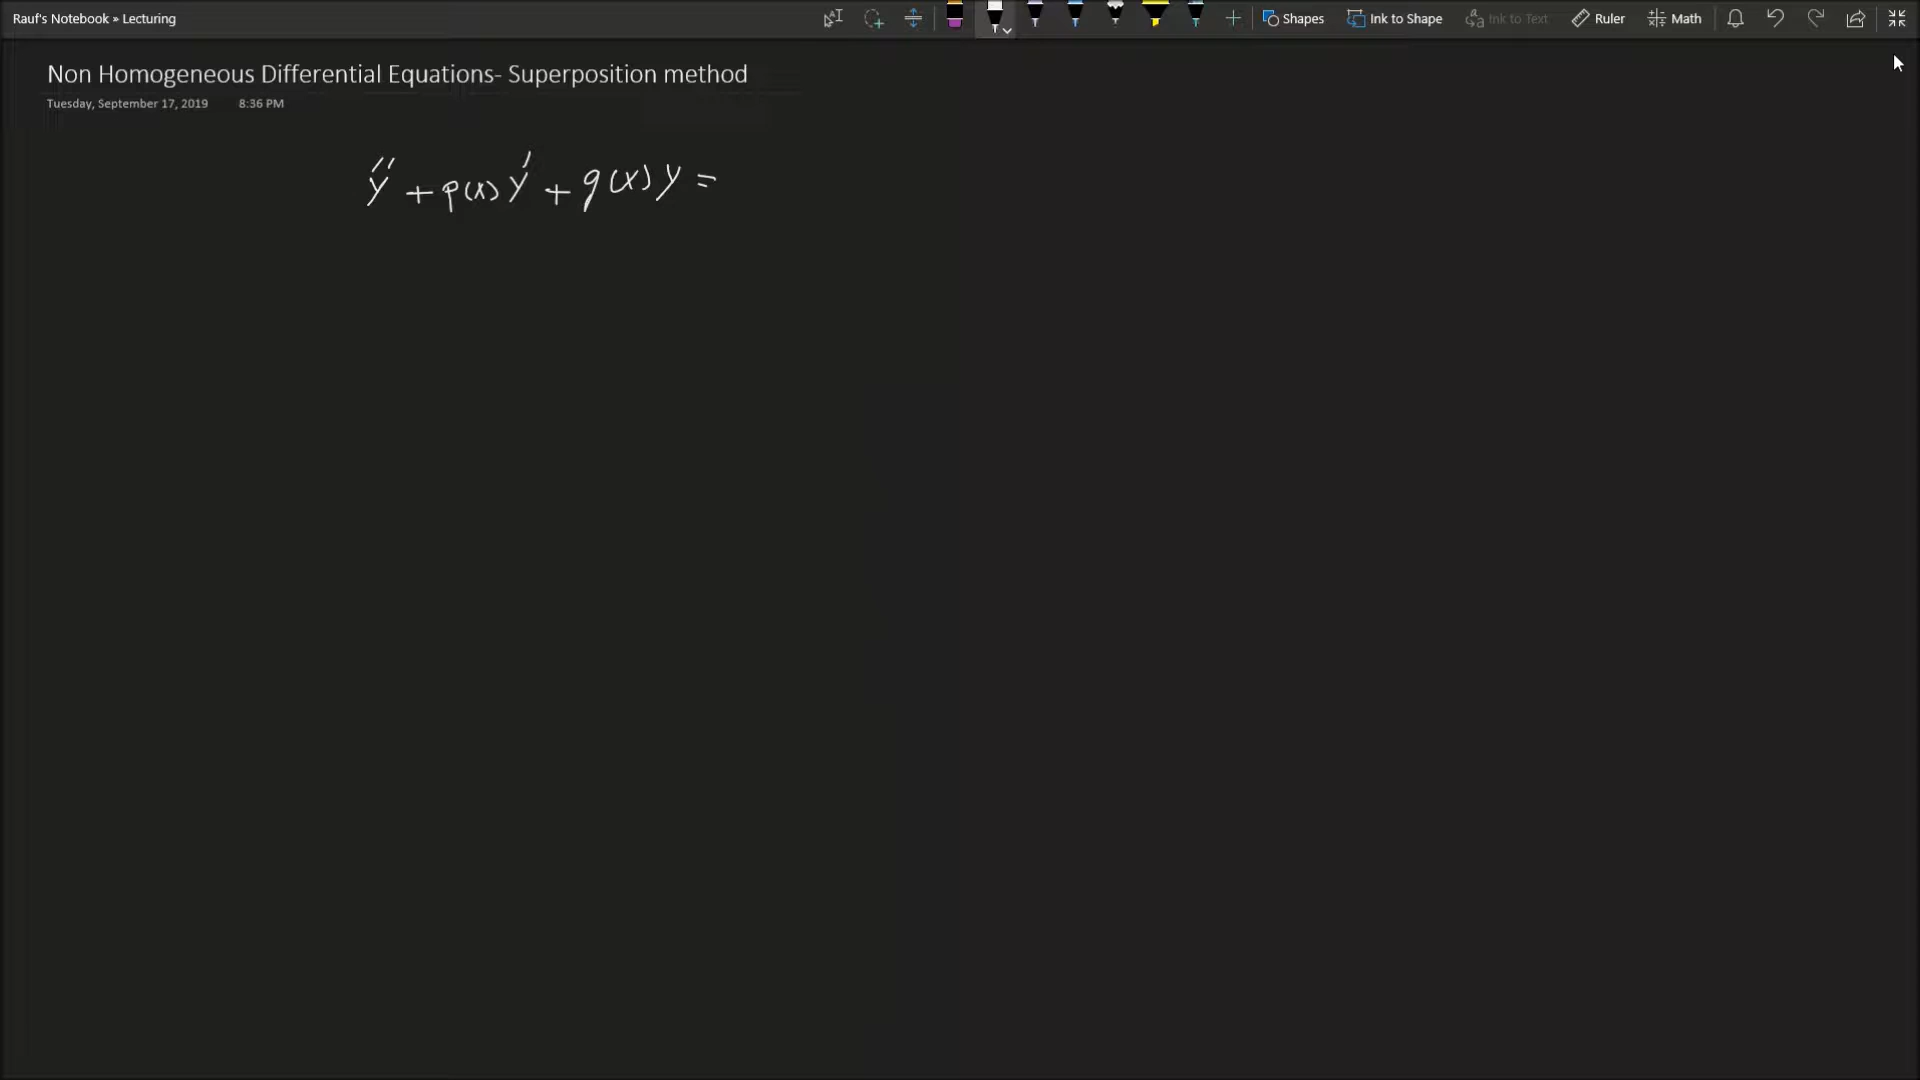 Rauf's Notebook » Lecturing
Shapes Ink to Shape Ink to Text Ruler Math
Non Homogeneous Differential Equations- Superposition method
Tuesday, September 17, 2019 8:36 PM
y'' + p(x) y' + q(x) y =